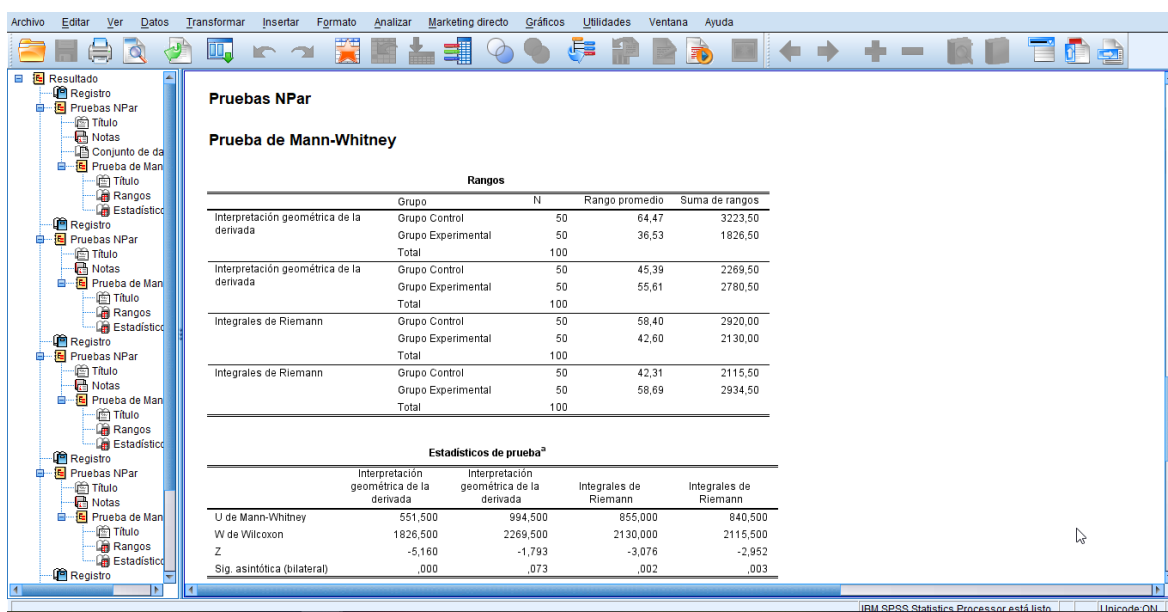 Archivo Editar Ver Datos Transformar Insertar Formato Analizar Marketing directo Gráficos Utilidades Ventana Ayuda
Resultado
Registro
Pruebas NPar
Título
Notas
Conjunto de da
Prueba de Man
Título
Rangos
Estadístico
Registro
Pruebas NPar
Título
Notas
Prueba de Man
Título
Rangos
Estadístico
Registro
Pruebas NPar
Título
Notas
Prueba de Man
Título
Rangos
Estadístico
Registro
Pruebas NPar
Título
Notas
Prueba de Man
Título
Rangos
Estadístico
Registro
Pruebas NPar
Prueba de Mann-Whitney
Rangos
Grupo N Rango promedio Suma de rangos
Interpretación geométrica de la derivada Grupo Control 50 64,47 3223,50
Grupo Experimental 50 36,53 1826,50
Total 100
Interpretación geométrica de la derivada Grupo Control 50 45,39 2269,50
Grupo Experimental 50 55,61 2780,50
Total 100
Integrales de Riemann Grupo Control 50 58,40 2920,00
Grupo Experimental 50 42,60 2130,00
Total 100
Integrales de Riemann Grupo Control 50 42,31 2115,50
Grupo Experimental 50 58,69 2934,50
Total 100
Estadísticos de pruebaª
Interpretación geométrica de la derivada Interpretación geométrica de la derivada Integrales de Riemann Integrales de Riemann
U de Mann-Whitney 551,500 994,500 855,000 840,500
W de Wilcoxon 1826,500 2269,500 2130,000 2115,500
Z -5,160 -1,793 -3,076 -2,952
Sig. asintótica (bilateral) ,000 ,073 ,002 ,003
IBM SPSS Statistics Processor está listo Unicode:ON